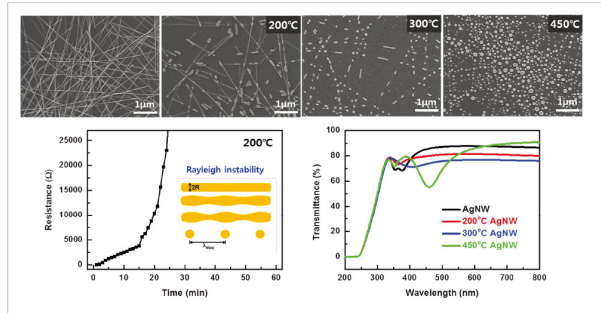 200℃
300℃
450℃
1μm
1μm
1μm
1μm
25000
20000
15000
10000
5000
0
Resistance (Ω)
200℃
Rayleigh instability
2R
λmax
0 10 20 30 40 50 60
Time (min)
100
80
60
40
20
0
Transmittance (%)
AgNW
200°C AgNW
300°C AgNW
450°C AgNW
200 300 400 500 600 700 800
Wavelength (nm)